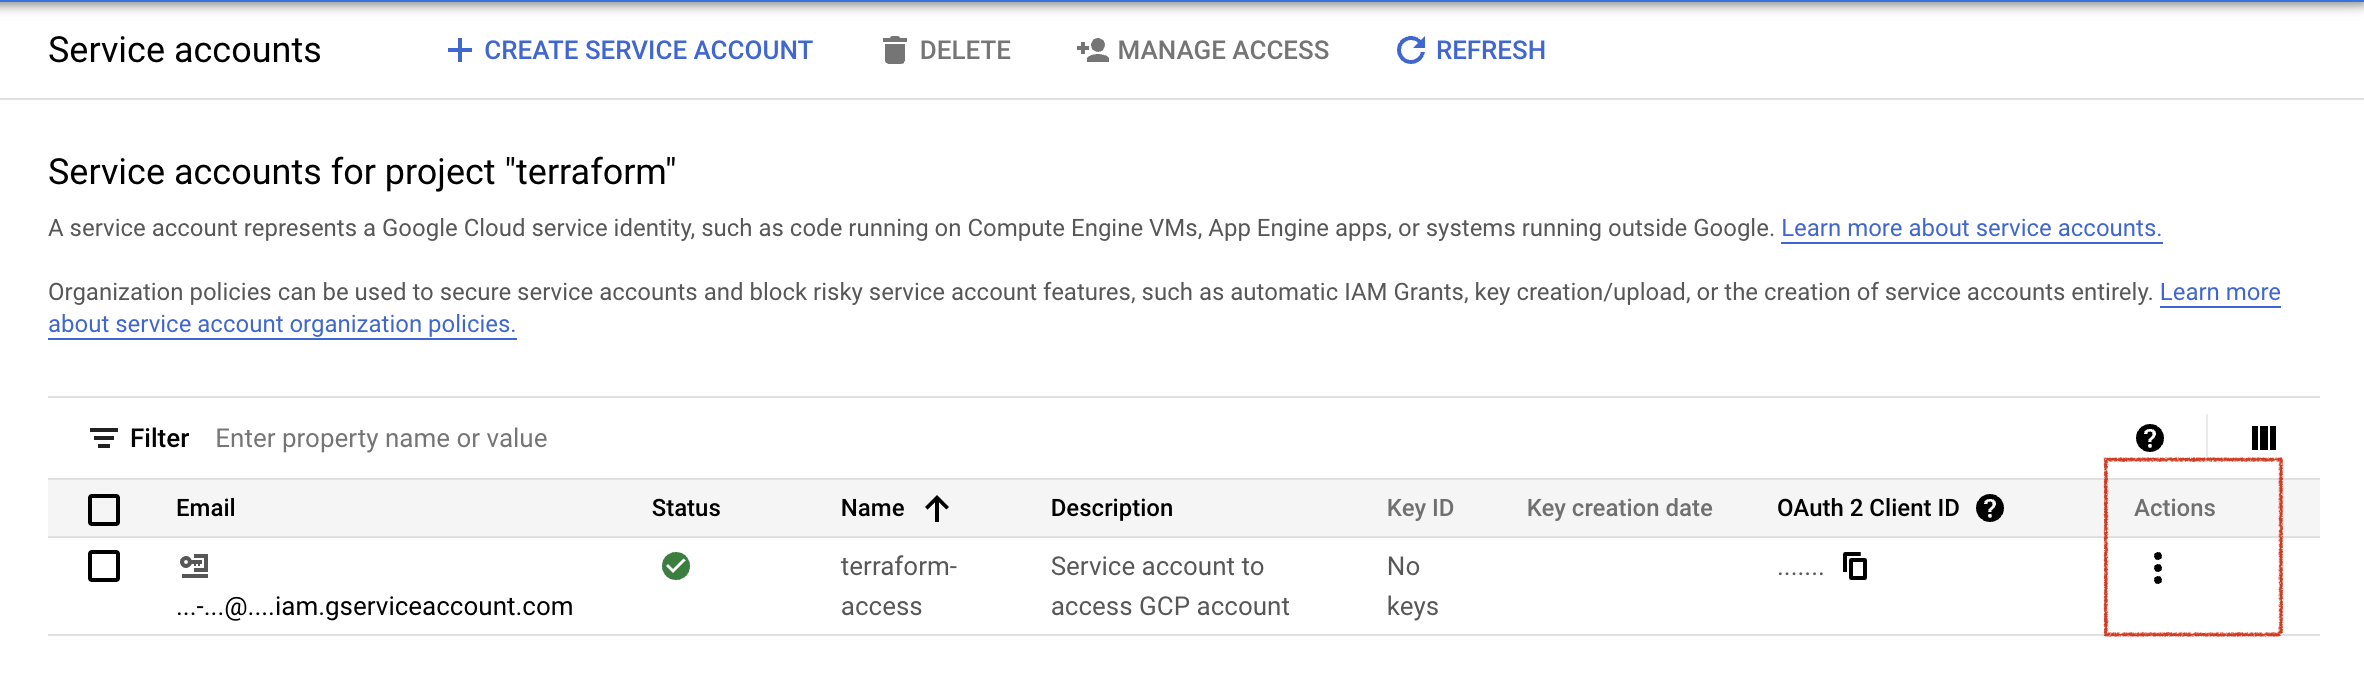 Service accounts
CREATE SERVICE ACCOUNT
DELETE
MANAGE ACCESS
REFRESH
Service accounts for project "terraform"
A service account represents a Google Cloud service identity, such as code running on Compute Engine VMs, App Engine apps, or systems running outside Google. Learn more about service accounts.
Organization policies can be used to secure service accounts and block risky service account features, such as automatic IAM Grants, key creation/upload, or the creation of service accounts entirely. Learn more
about service account organization policies.
Filter Enter property name or value
Email Status Name Description Key ID Key creation date OAuth 2 Client ID Actions
...-...@....iam.gserviceaccount.com
terraform-
access
Service account to
access GCP account
No
keys
.......